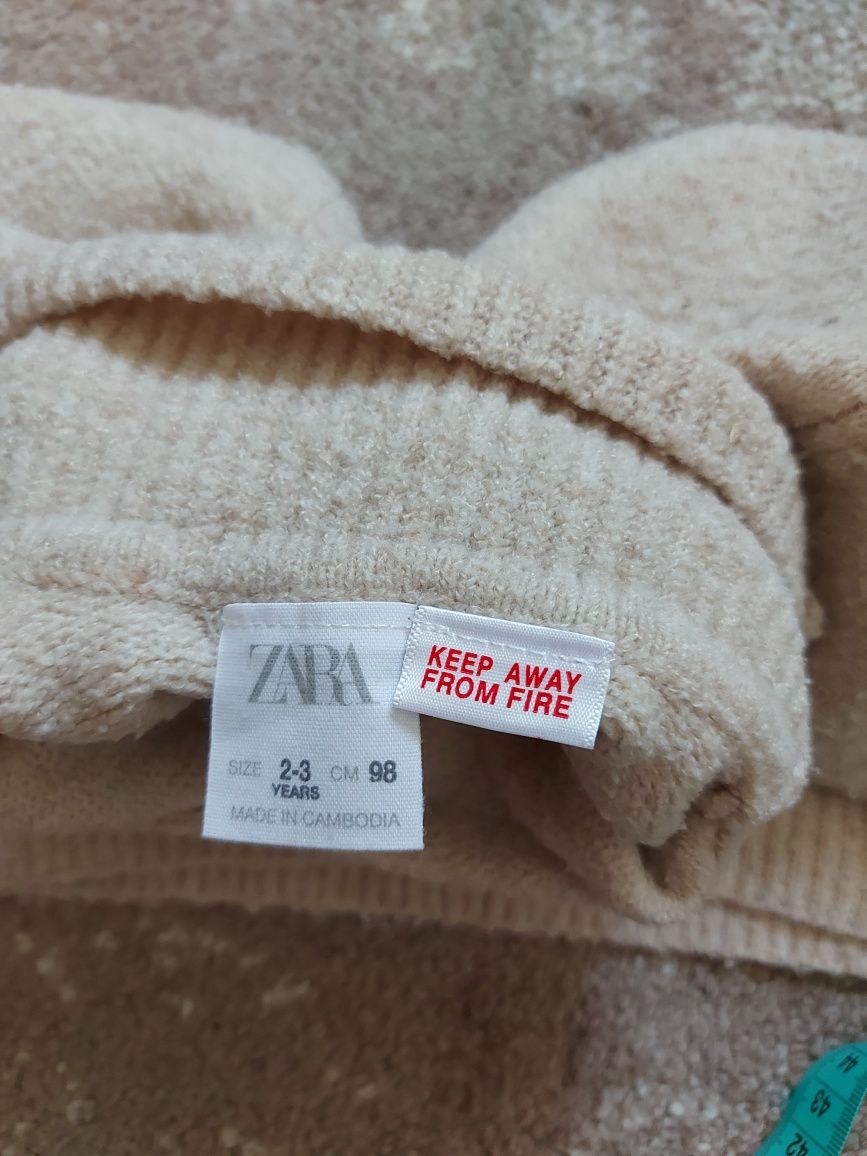 ZARA
SIZE 2-3 CM 98
YEARS
MADE IN CAMBODIA
KEEP AWAY
FROM FIRE
44
43
42